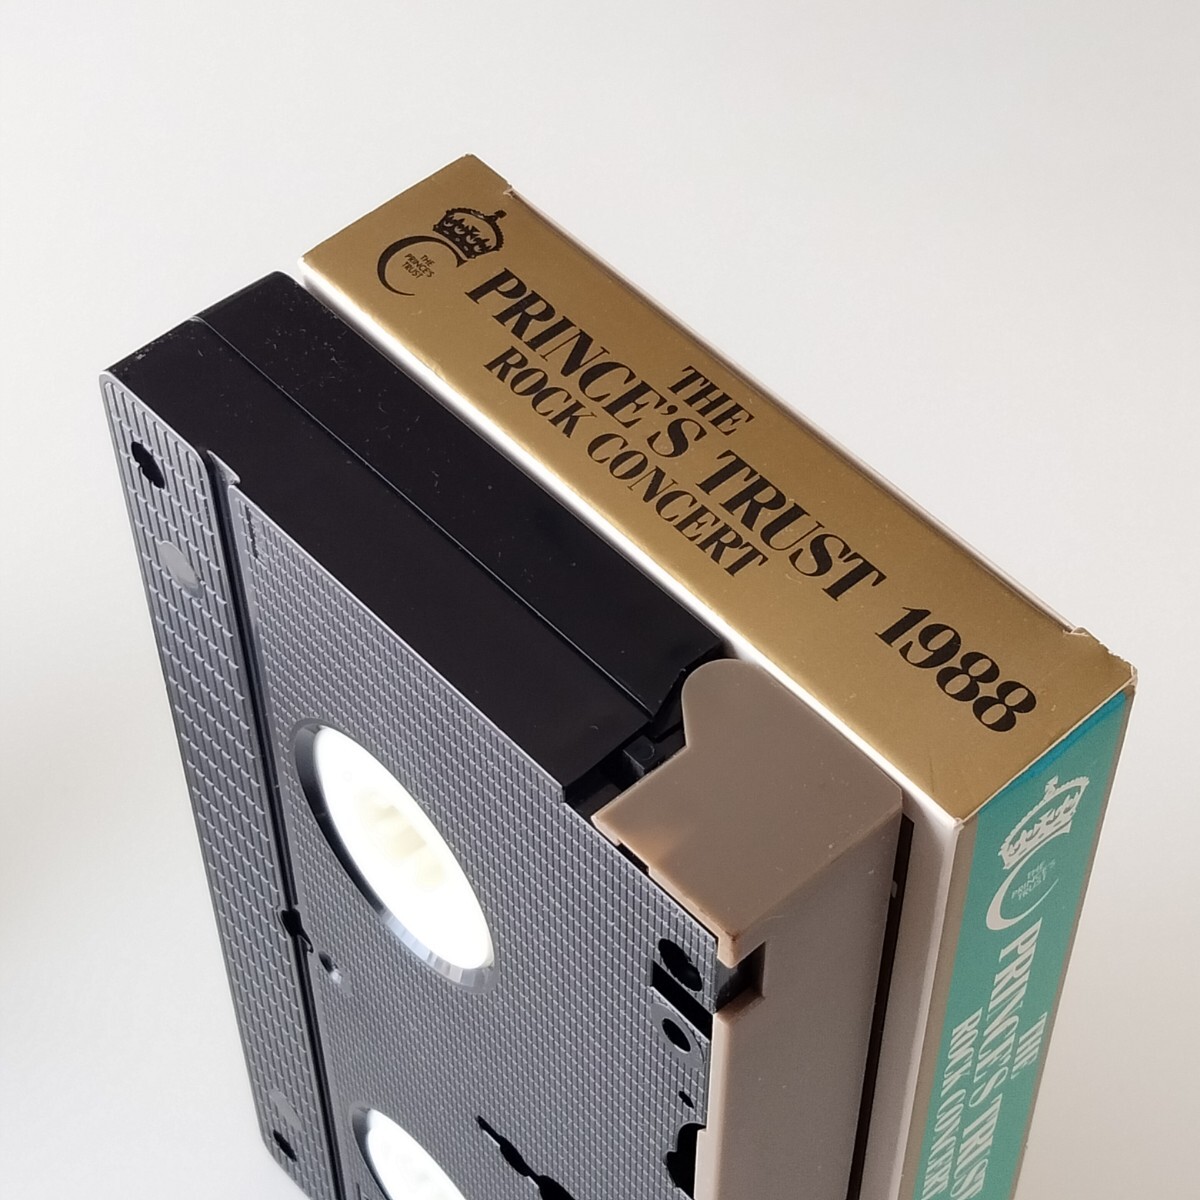 THE
PRINCE'S
TRUST
THE
PRINCE'S TRUST 1988
ROCK CONCERT
THE
PRINCE'S
TRUST
THE
PRINCE'S TRUST
ROCK CONCERT